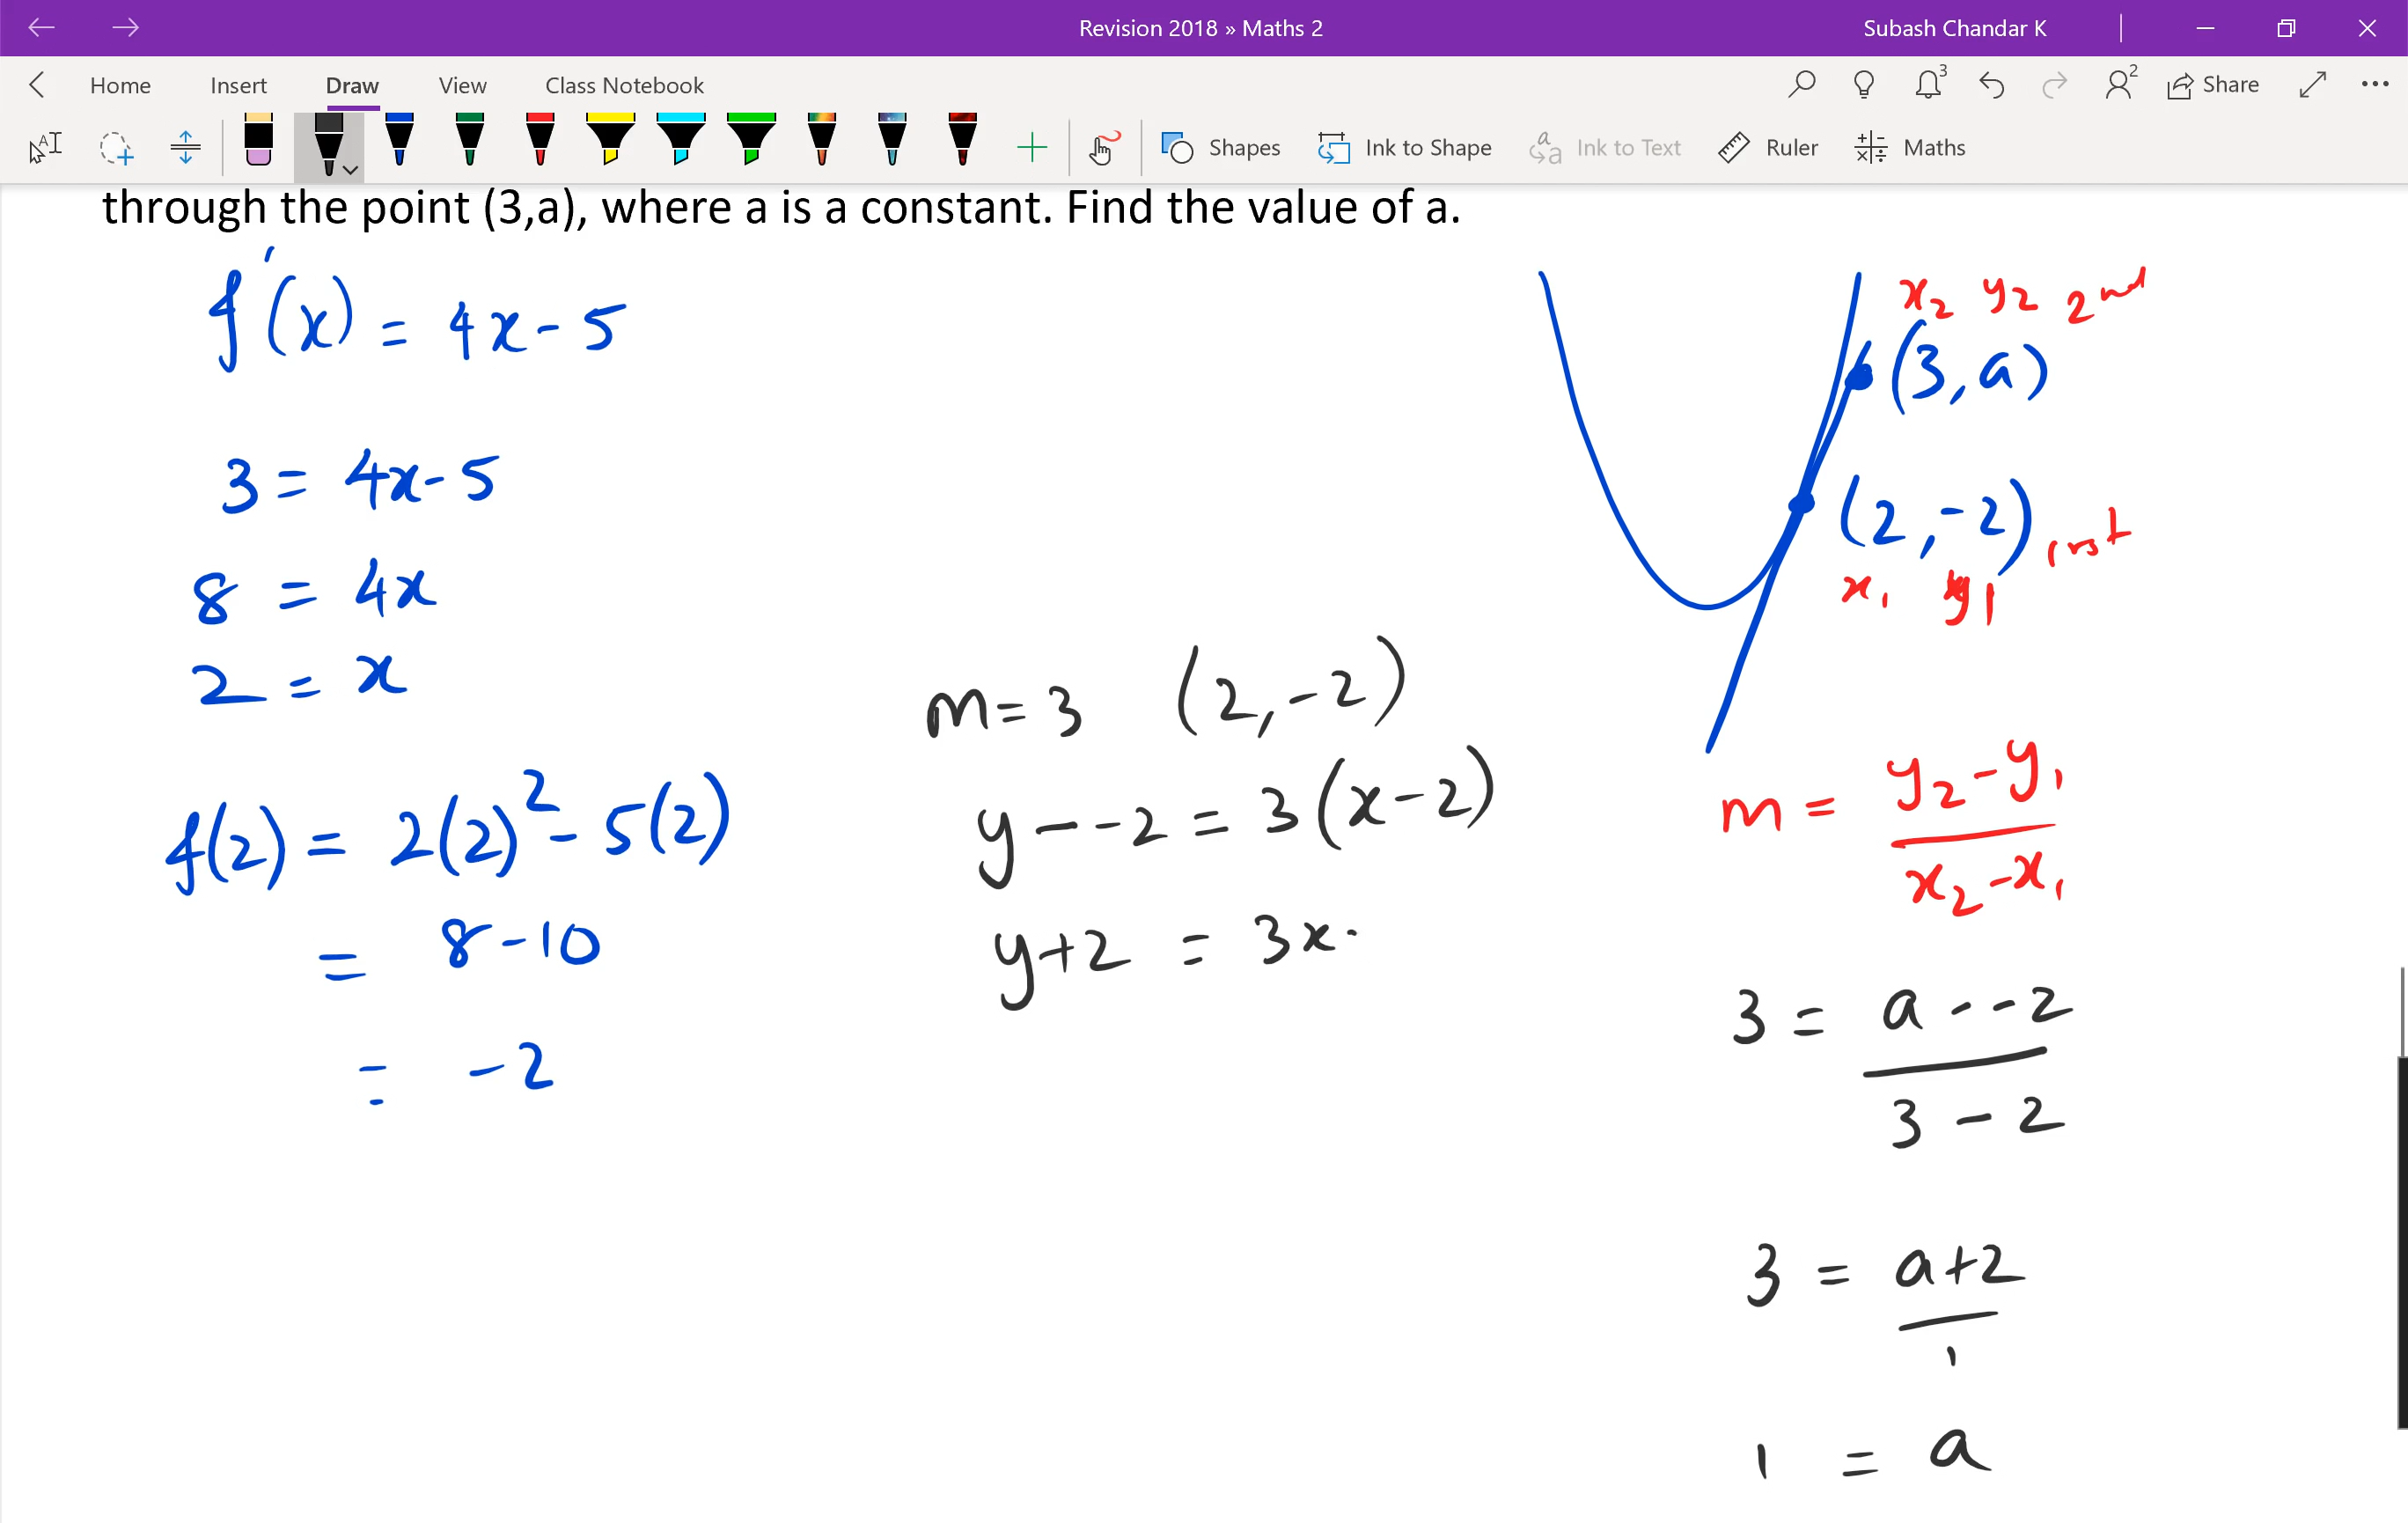 Revision 2018 » Maths 2
Subash Chandar K
Home Insert Draw View Class Notebook
3 2 Share
Shapes Ink to Shape Ink to Text Ruler Maths
through the point (3,a), where a is a constant. Find the value of a.
f'(x) = 4x - 5
3 = 4x - 5
8 = 4x
2 = x
f(2) = 2(2)² - 5(2)
= 8 - 10
= -2
m = 3 (2, -2)
y - -2 = 3(x - 2)
y + 2 = 3x -
x₂ y₂ 2nd
(3, a)
(2, -2) 1rst
x₁ y₁
m = y₂ - y₁
x₂ - x₁
3 = a - -2
3 - 2
3 = a + 2
1
1 = a